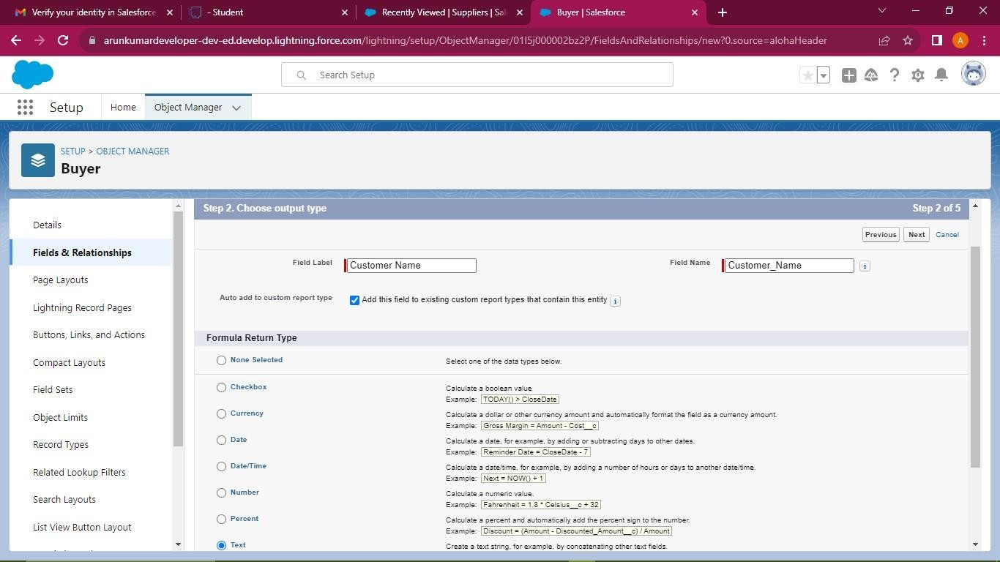 Verify your identity in Salesforce
- Student
Recently Viewed | Suppliers | Sal
Buyer | Salesforce
arunkumardeveloper-dev-ed.develop.lightning.force.com/lightning/setup/ObjectManager/01I5j000002bz2P/FieldsAndRelationships/new?0.source=alohaHeader
A
Search Setup
Setup
Home
Object Manager
SETUP > OBJECT MANAGER
Buyer
Details
Fields & Relationships
Page Layouts
Lightning Record Pages
Buttons, Links, and Actions
Compact Layouts
Field Sets
Object Limits
Record Types
Related Lookup Filters
Search Layouts
List View Button Layout
Step 2. Choose output type
Step 2 of 5
Previous Next Cancel
Field Label Customer Name Field Name Customer_Name
Auto add to custom report type Add this field to existing custom report types that contain this entity
Formula Return Type
None Selected Select one of the data types below.
Checkbox Calculate a boolean value
Example: TODAY() > CloseDate
Currency Calculate a dollar or other currency amount and automatically format the field as a currency amount.
Example: Gross Margin = Amount - Cost__c
Date Calculate a date, for example, by adding or subtracting days to other dates.
Example: Reminder Date = CloseDate - 7
Date/Time Calculate a date/time, for example, by adding a number of hours or days to another date/time.
Example: Next = NOW() + 1
Number Calculate a numeric value.
Example: Fahrenheit = 1.8 * Celsius__c + 32
Percent Calculate a percent and automatically add the percent sign to the number.
Example: Discount = (Amount - Discounted_Amount__c) / Amount
Text Create a text string, for example, by concatenating other text fields.